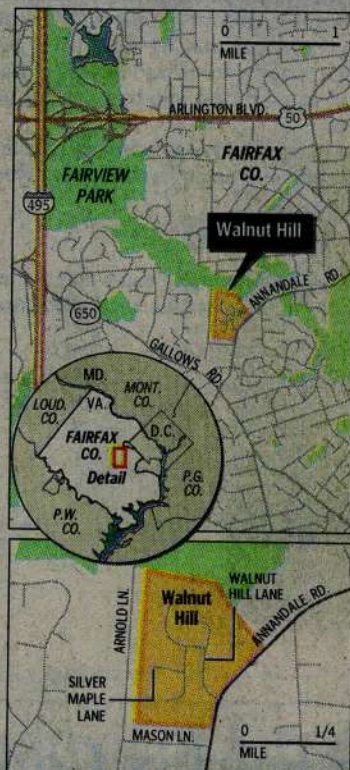 0 1
MILE
ARLINGTON BLVD.
50
FAIRFAX
CO.
FAIRVIEW
PARK
495
Walnut Hill
ANNANDALE RD.
650
GALLOWS RD.
MD.
MONT.
CO.
LOUD.
CO.
VA.
D.C.
FAIRFAX
CO.
Detail
P.G.
CO.
P.W.
CO.
WALNUT
HILL LANE
Walnut
Hill
ARNOLD LN.
ANNANDALE RD.
SILVER
MAPLE
LANE
MASON LN.
0 1/4
MILE